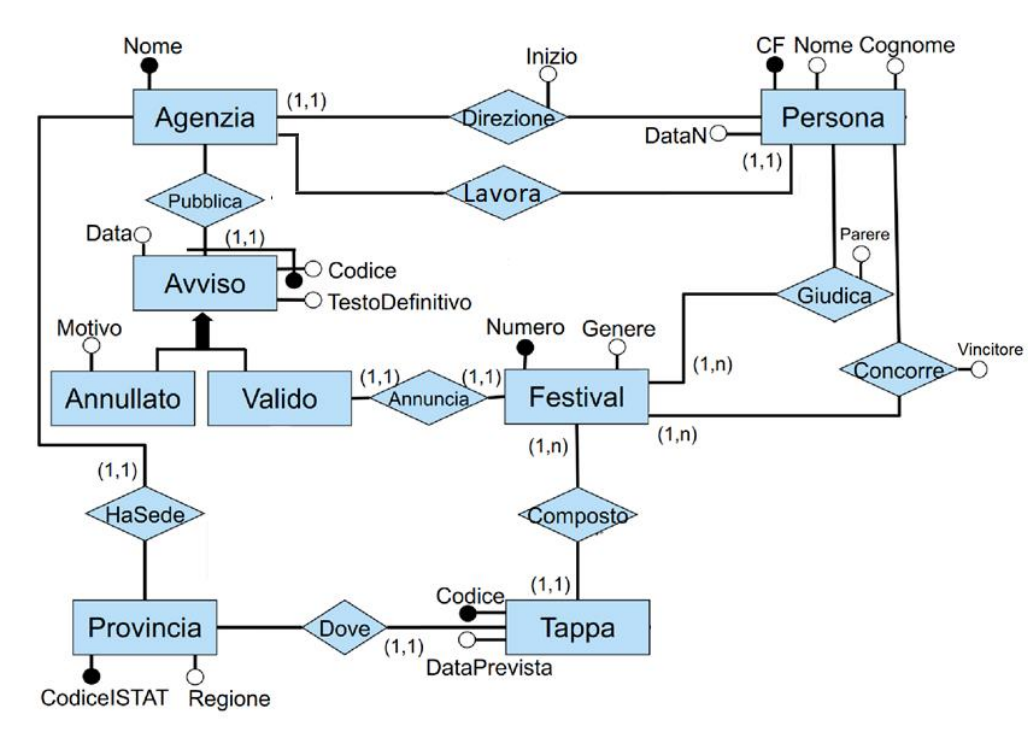 Nome
Inizio
CF Nome Cognome
(1,1)
Agenzia
Direzione
Persona
DataN
(1,1)
Lavora
Pubblica
Data
(1,1)
Parere
Codice
Avviso
Giudica
TestoDefinitivo
Motivo
Numero Genere
Vincitore
(1,n)
Concorre
(1,1)
(1,1)
Annullato
Valido
Annuncia
Festival
(1,n)
(1,n)
(1,1)
HaSede
Composto
(1,1)
Codice
Provincia
Dove
Tappa
(1,1)
DataPrevista
CodiceISTAT
Regione